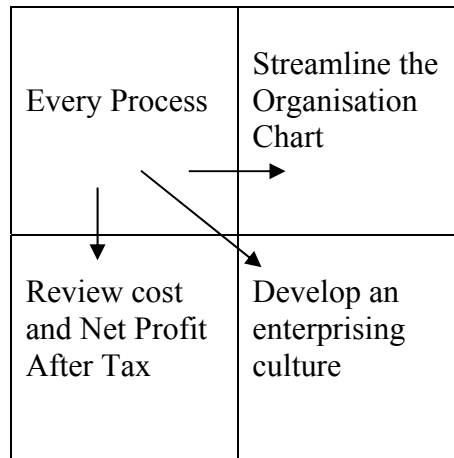 Every Process
Streamline the
Organisation
Chart
Review cost
and Net Profit
After Tax
Develop an
enterprising
culture